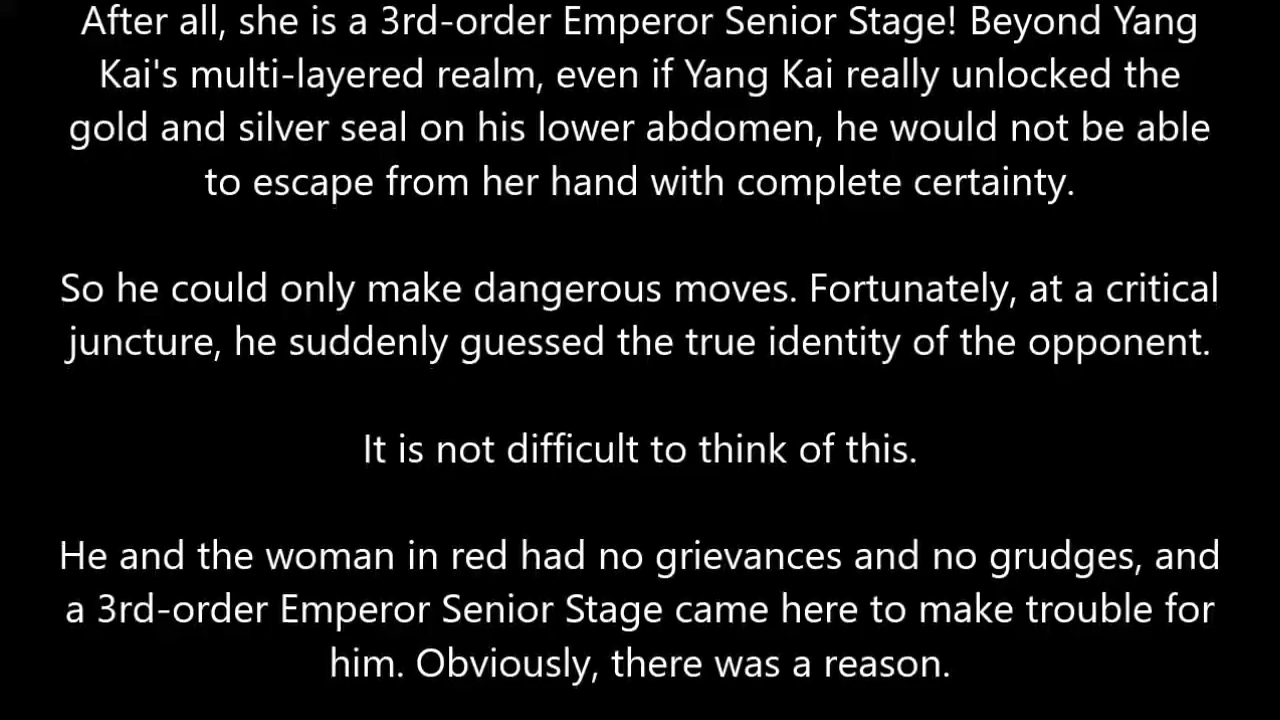 After all, she is a 3rd-order Emperor Senior Stage! Beyond Yang
Kai's multi-layered realm, even if Yang Kai really unlocked the
gold and silver seal on his lower abdomen, he would not be able
to escape from her hand with complete certainty.
So he could only make dangerous moves. Fortunately, at a critical
juncture, he suddenly guessed the true identity of the opponent.
It is not difficult to think of this.
He and the woman in red had no grievances and no grudges, and
a 3rd-order Emperor Senior Stage came here to make trouble for
him. Obviously, there was a reason.